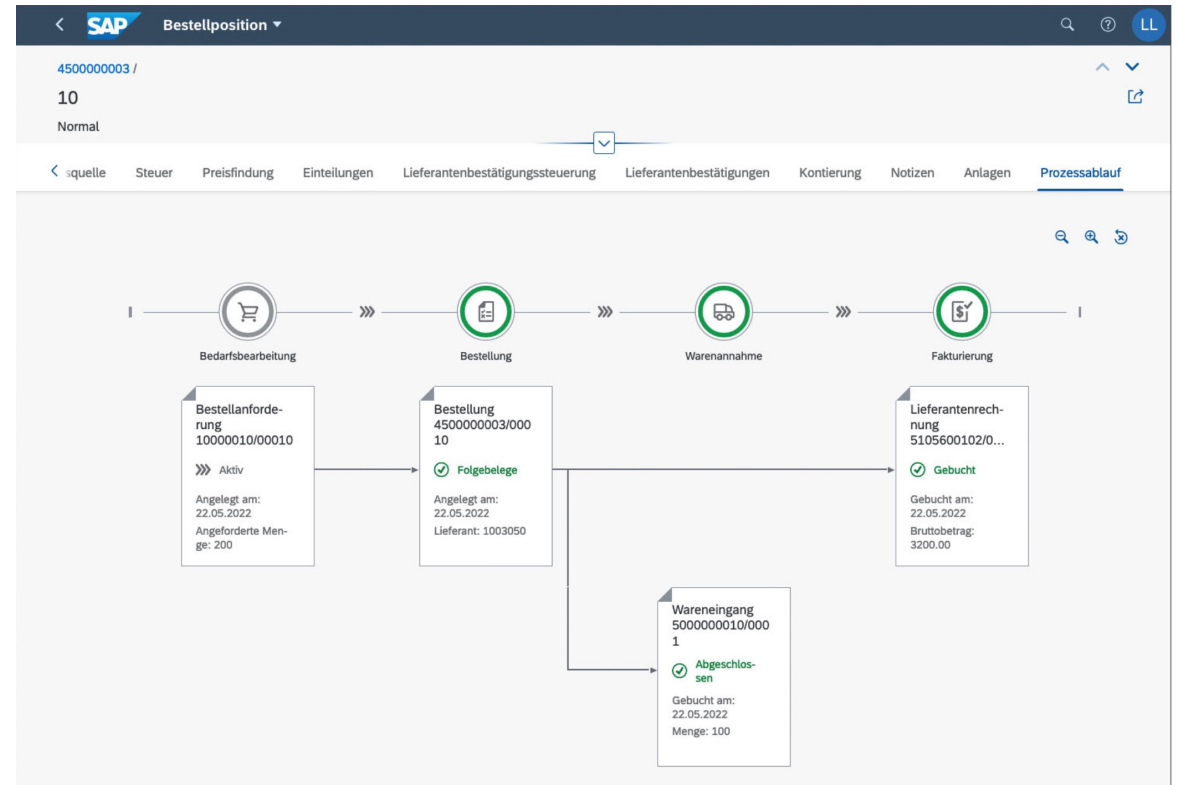 SAP Bestellposition
LL
4500000003 /
10
Normal
squelle Steuer Preisfindung Einteilungen Lieferantenbestätigungssteuerung Lieferantenbestätigungen Kontierung Notizen Anlagen Prozessablauf
Bedarfsbearbeitung
Bestellung
Warenannahme
Fakturierung
Bestellanforde-
rung
10000010/00010
Aktiv
Angelegt am:
22.05.2022
Angeforderte Men-
ge: 200
Bestellung
4500000003/000
10
Folgebelege
Angelegt am:
22.05.2022
Lieferant: 1003050
Lieferantenrech-
nung
5105600102/0...
Gebucht
Gebucht am:
22.05.2022
Bruttobetrag:
3200.00
Wareneingang
5000000010/000
1
Abgeschlos-
sen
Gebucht am:
22.05.2022
Menge: 100